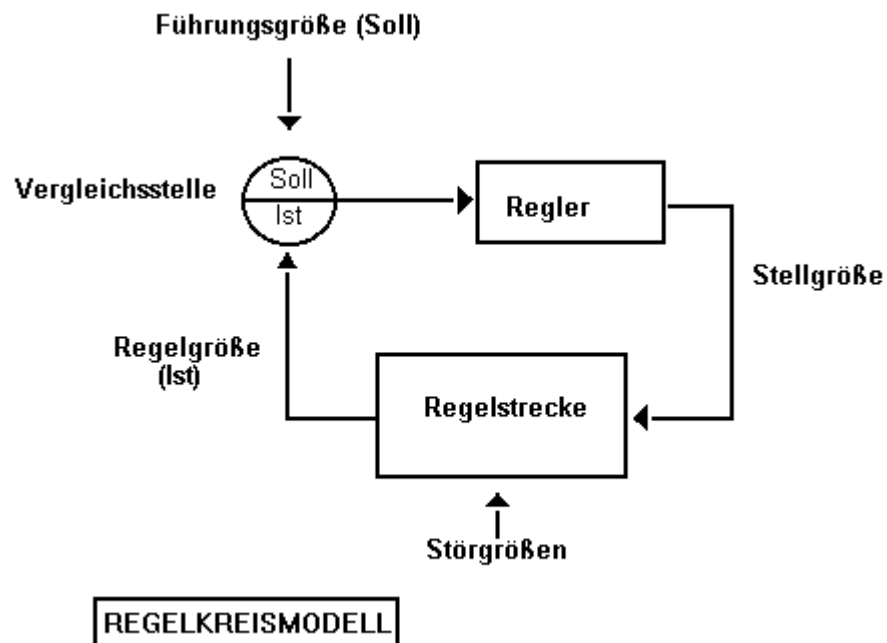 Führungsgröße (Soll)
Soll
Vergleichsstelle
Ist
Regler
Stellgröße
Regelgröße
(Ist)
Regelstrecke
Störgrößen
REGELKREISMODELL